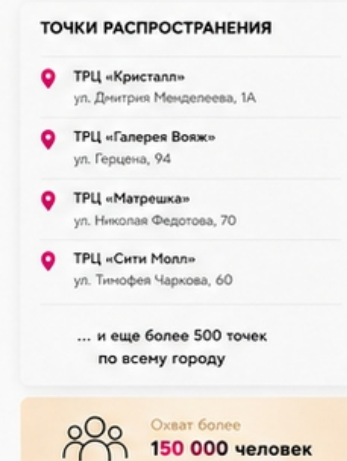 ТОЧКИ РАСПРОСТРАНЕНИЯ
ТРЦ «Кристалл»
ул. Дмитрия Менделеева, 1А
ТРЦ «Галерея Вояж»
ул. Герцена, 94
ТРЦ «Матрешка»
ул. Николая Федотова, 70
ТРЦ «Сити Молл»
ул. Тимофея Чаркова, 60
... и еще более 500 точек
по всему городу
Охват более
150 000 человек